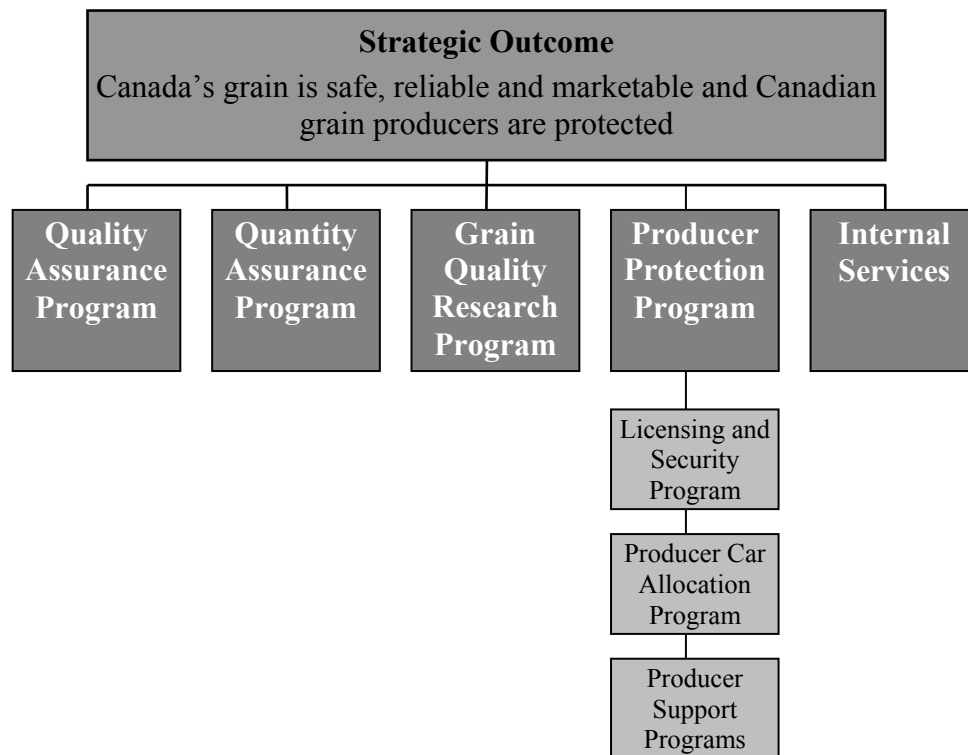 Strategic Outcome
Canada’s grain is safe, reliable and marketable and Canadian
grain producers are protected
Quality
Assurance
Program
Quantity
Assurance
Program
Grain
Quality
Research
Program
Producer
Protection
Program
Internal
Services
Licensing and
Security
Program
Producer Car
Allocation
Program
Producer
Support
Programs